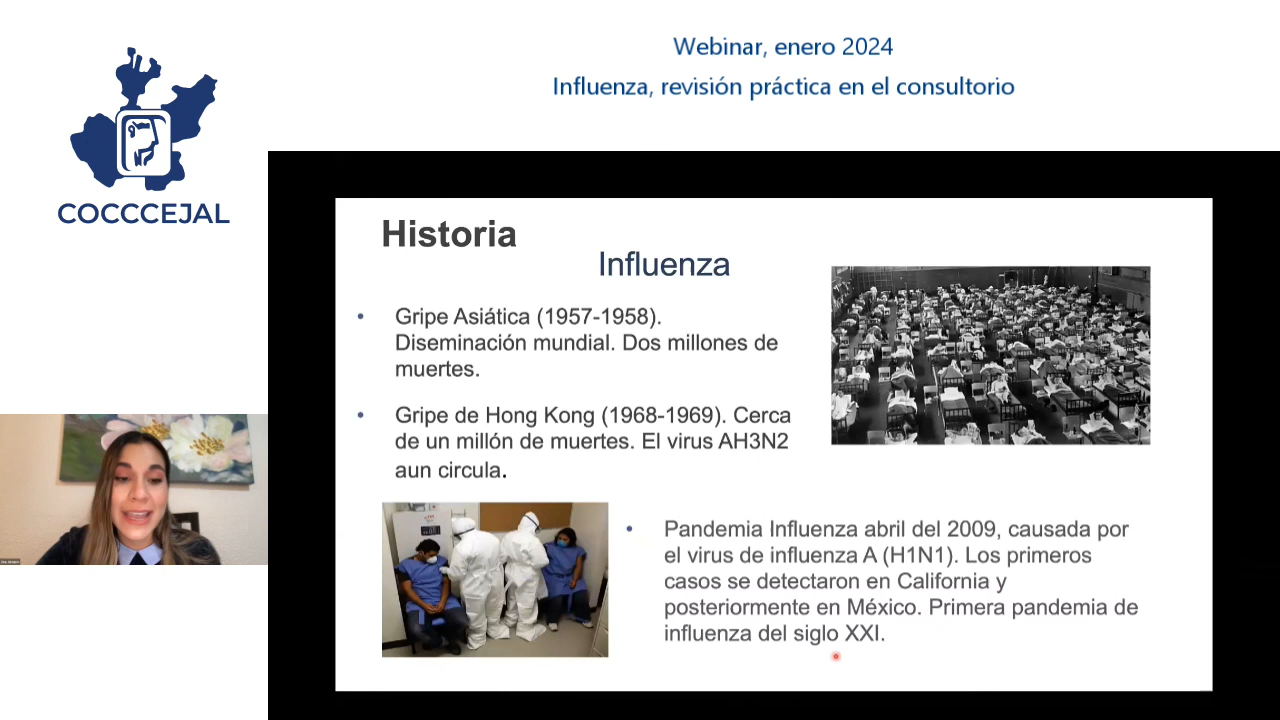 Webinar, enero 2024
Influenza, revisión práctica en el consultorio
COCCCEJAL
Historia
Influenza
• Gripe Asiática (1957-1958).
Diseminación mundial. Dos millones de
muertes.
• Gripe de Hong Kong (1968-1969). Cerca
de un millón de muertes. El virus AH3N2
aun circula.
• Pandemia Influenza abril del 2009, causada por
el virus de influenza A (H1N1). Los primeros
casos se detectaron en California y
posteriormente en México. Primera pandemia de
influenza del siglo XXI.